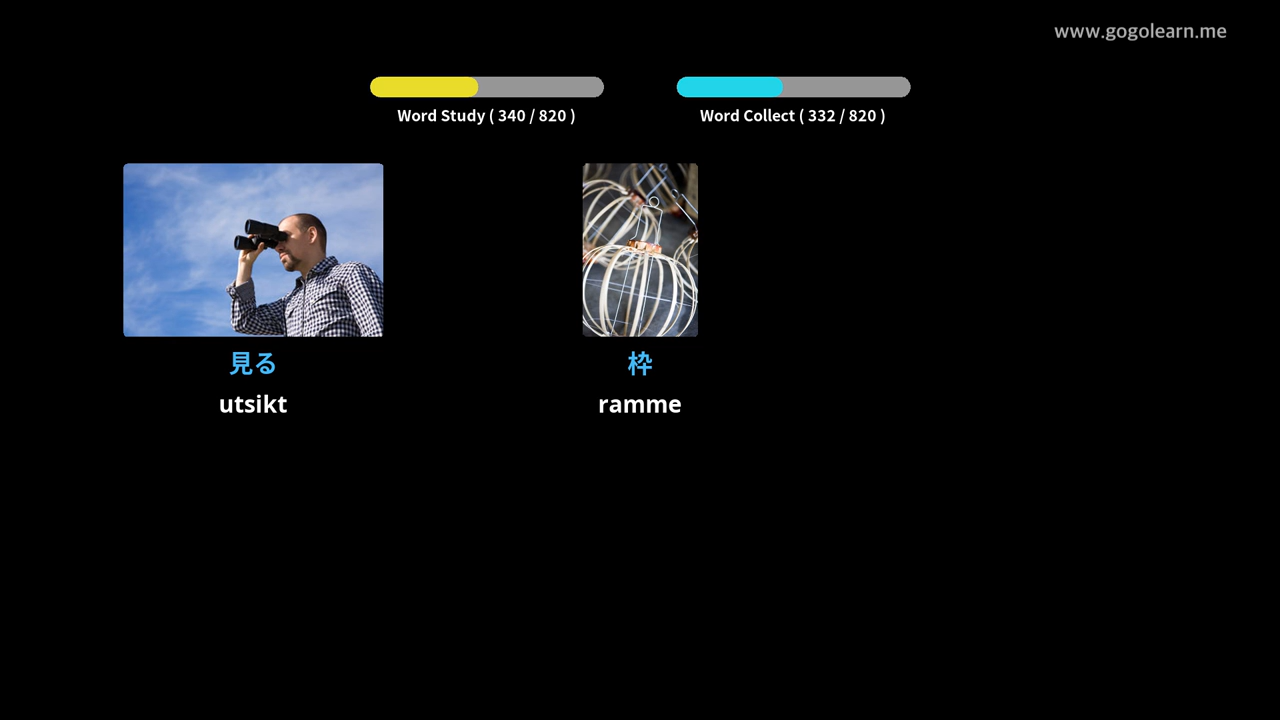 www.gogolearn.me
Word Study ( 340 / 820 )
Word Collect ( 332 / 820 )
見る
枠
utsikt
ramme